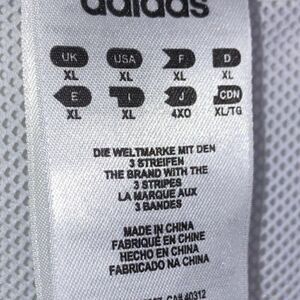 adidas
UK USA F D
XL XL XL XL
E I J CDN
XL XL 4XO XL/TG
DIE WELTMARKE MIT DEN
3 STREIFEN
THE BRAND WITH THE
3 STRIPES
LA MARQUE AUX
3 BANDES
MADE IN CHINA
FABRIQUÉ EN CHINE
HECHO EN CHINA
FABRICADO NA CHINA
CA# 40312